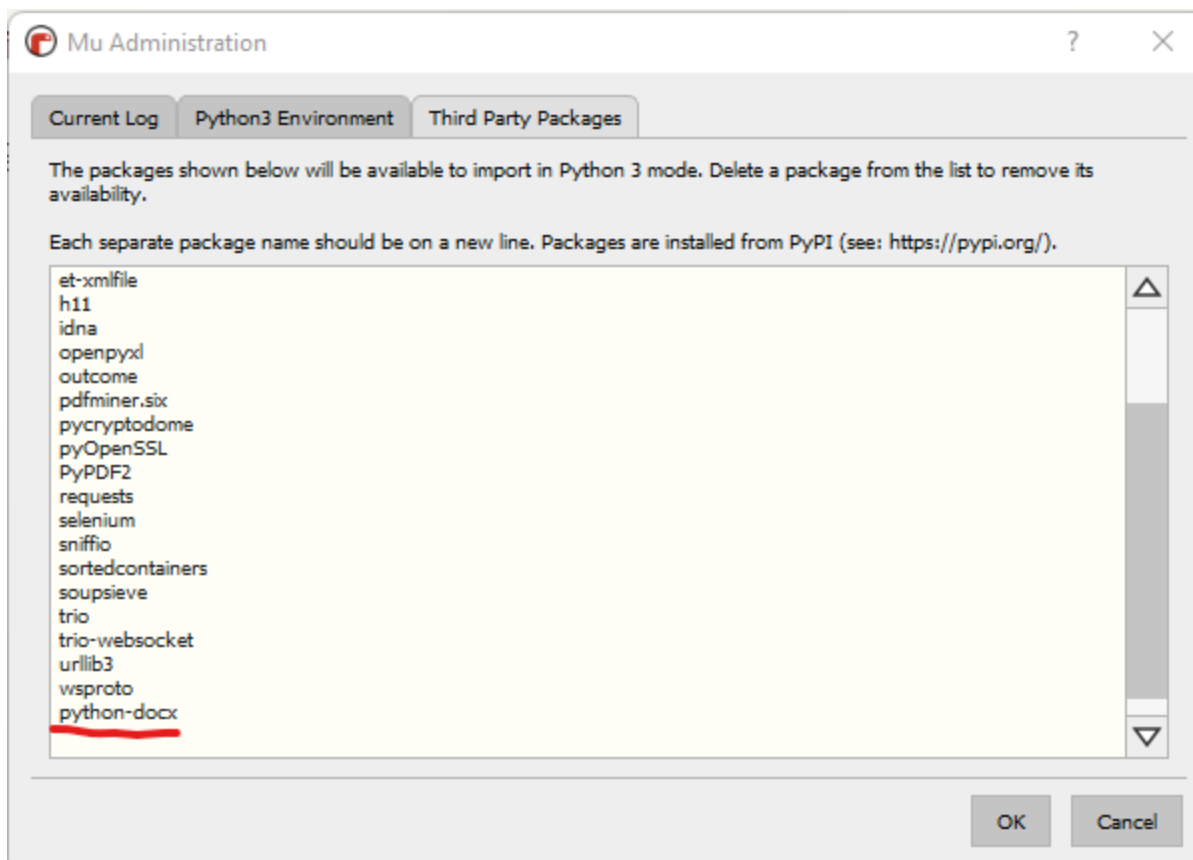 Mu Administration
Current Log
Python3 Environment
Third Party Packages
The packages shown below will be available to import in Python 3 mode. Delete a package from the list to remove its
availability.
Each separate package name should be on a new line. Packages are installed from PyPI (see: https://pypi.org/).
et-xmlfile
h11
idna
openpyxl
outcome
pdfminer.six
pycryptodome
pyOpenSSL
PyPDF2
requests
selenium
sniffio
sortedcontainers
soupsieve
trio
trio-websocket
urllib3
wsproto
python-docx
OK
Cancel